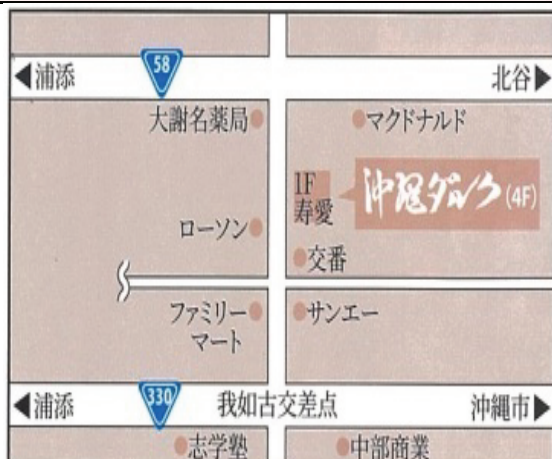 浦添
58
北谷
大謝名薬局
マクドナルド
1F
寿愛
沖縄ダルク(4F)
ローソン
交番
ファミリー
マート
サンエー
浦添
330
我如古交差点
沖縄市
志学塾
中部商業